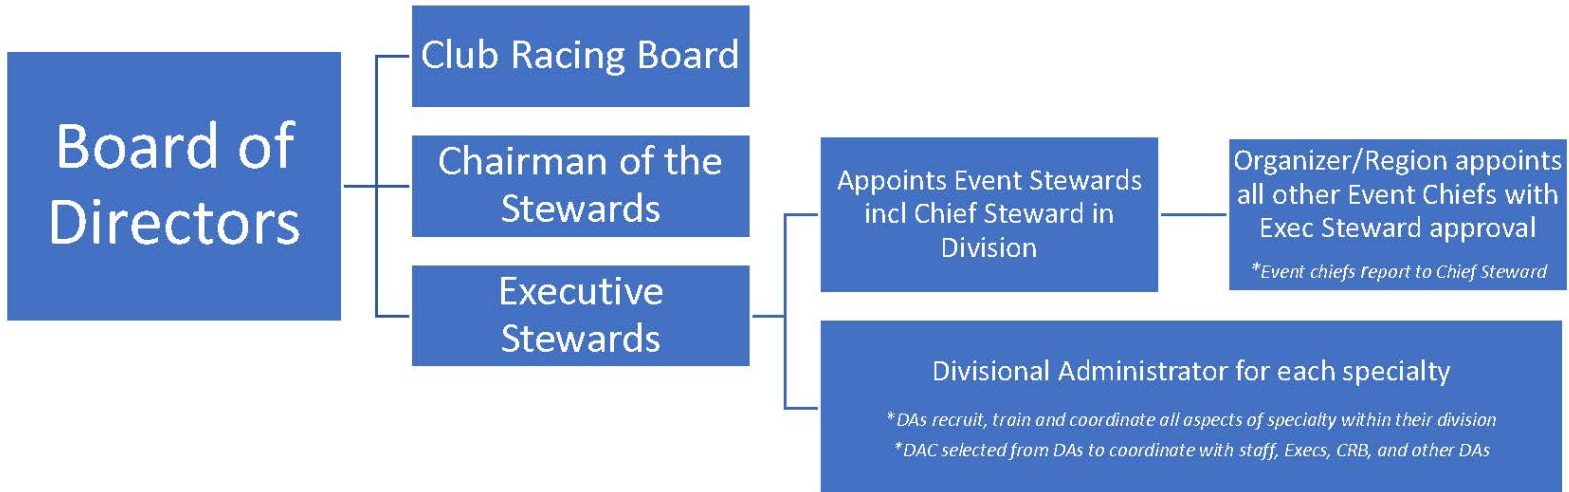 Board of
Directors
Club Racing Board
Chairman of the
Stewards
Executive
Stewards
Appoints Event Stewards
incl Chief Steward in
Division
Organizer/Region appoints
all other Event Chiefs with
Exec Steward approval
*Event chiefs report to Chief Steward
Divisional Administrator for each specialty
*DAs recruit, train and coordinate all aspects of specialty within their division
*DAC selected from DAs to coordinate with staff, Execs, CRB, and other DAs